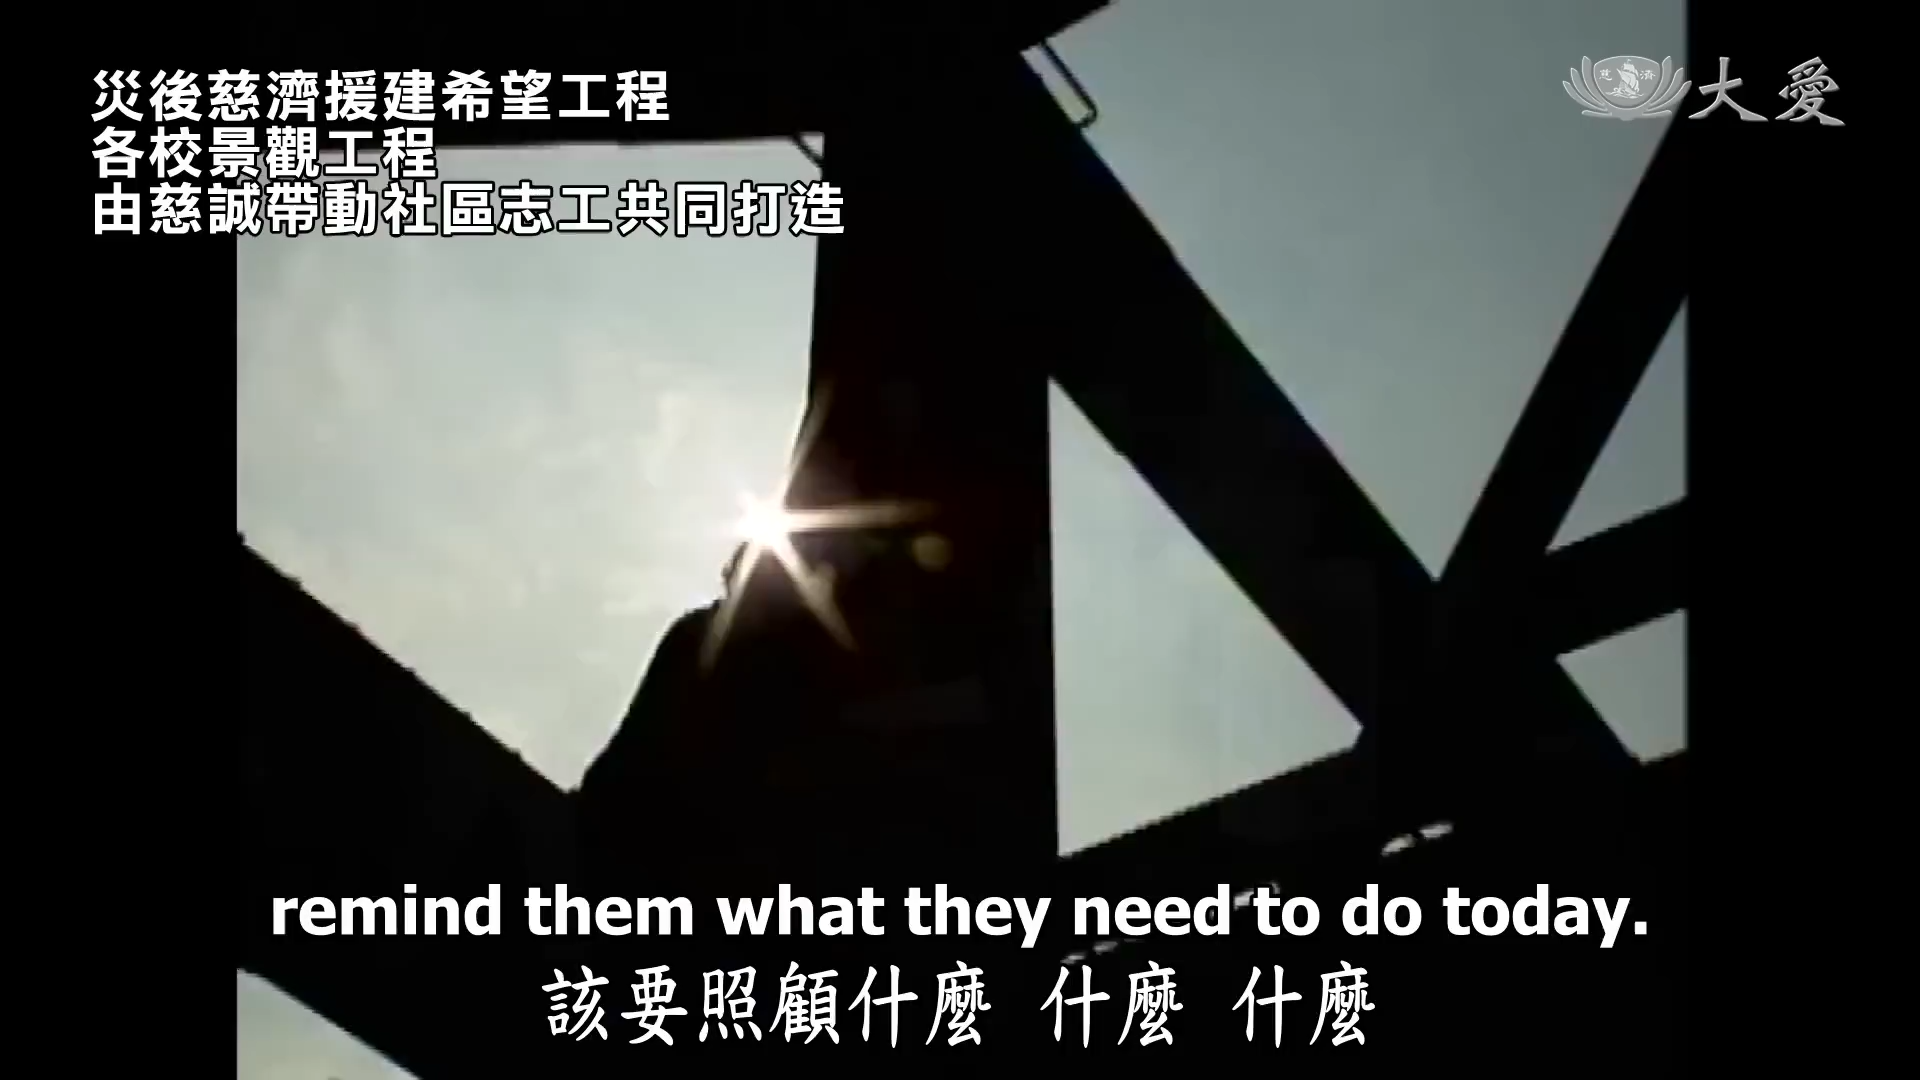 災後慈濟援建希望工程
各校景觀工程
由慈誠帶動社區志工共同打造
慈濟
大愛
remind them what they need to do today.
該要照顧什麼 什麼 什麼